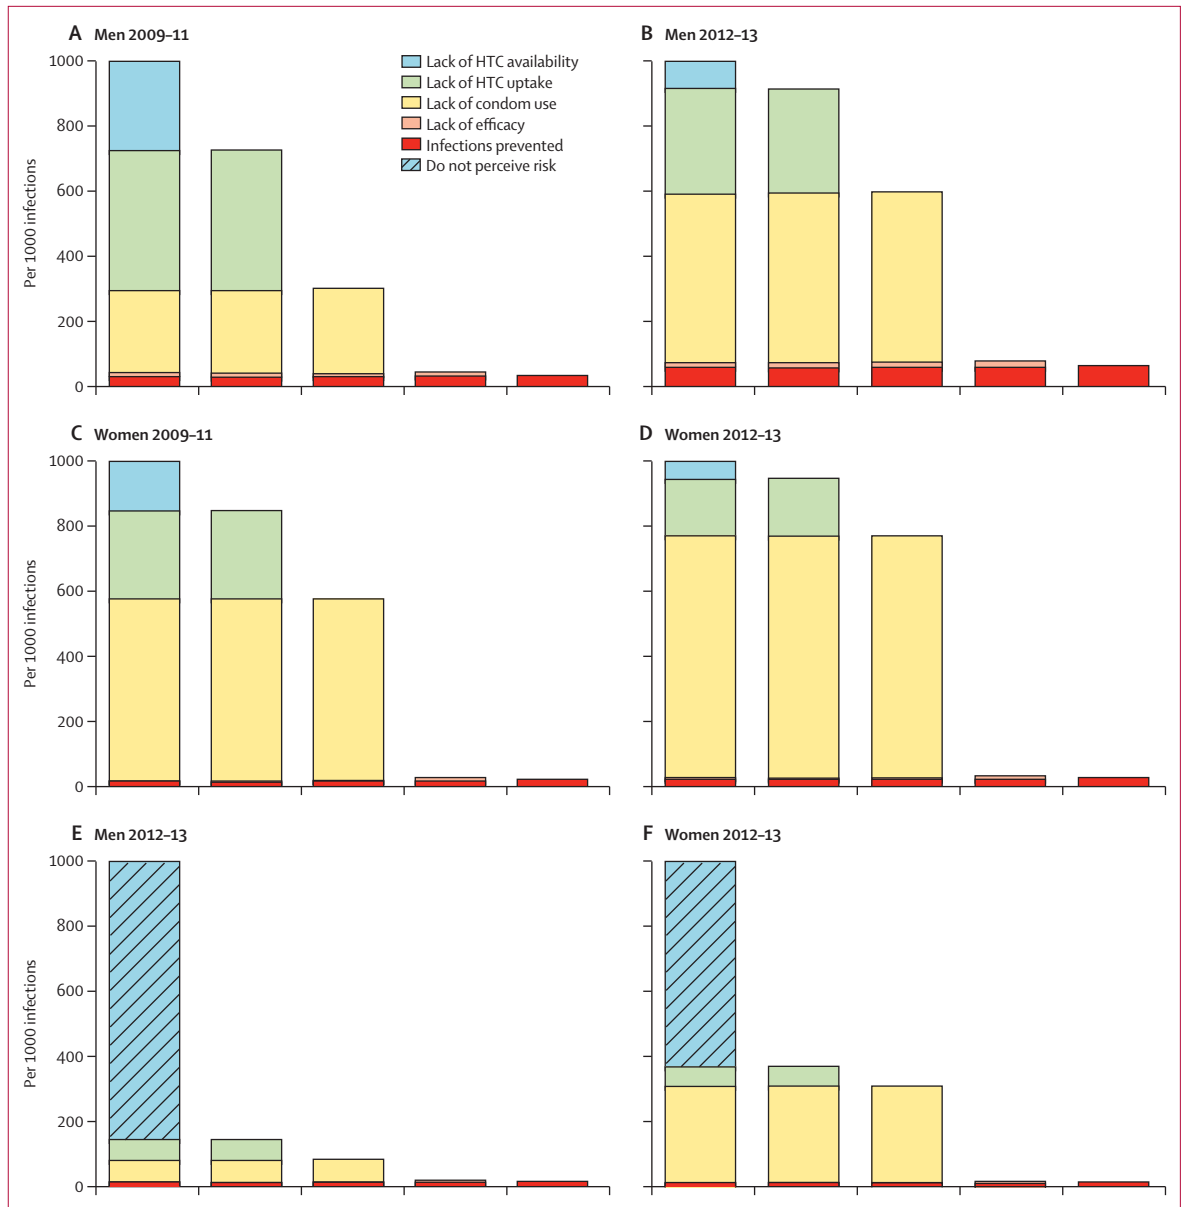 A Men 2009–11
1000
800
600
400
200
0
Per 1000 infections
Lack of HTC availability
Lack of HTC uptake
Lack of condom use
Lack of efficacy
Infections prevented
Do not perceive risk
B Men 2012–13
C Women 2009–11
1000
800
600
400
200
0
Per 1000 infections
D Women 2012–13
E Men 2012–13
1000
800
600
400
200
0
Per 1000 infections
F Women 2012–13